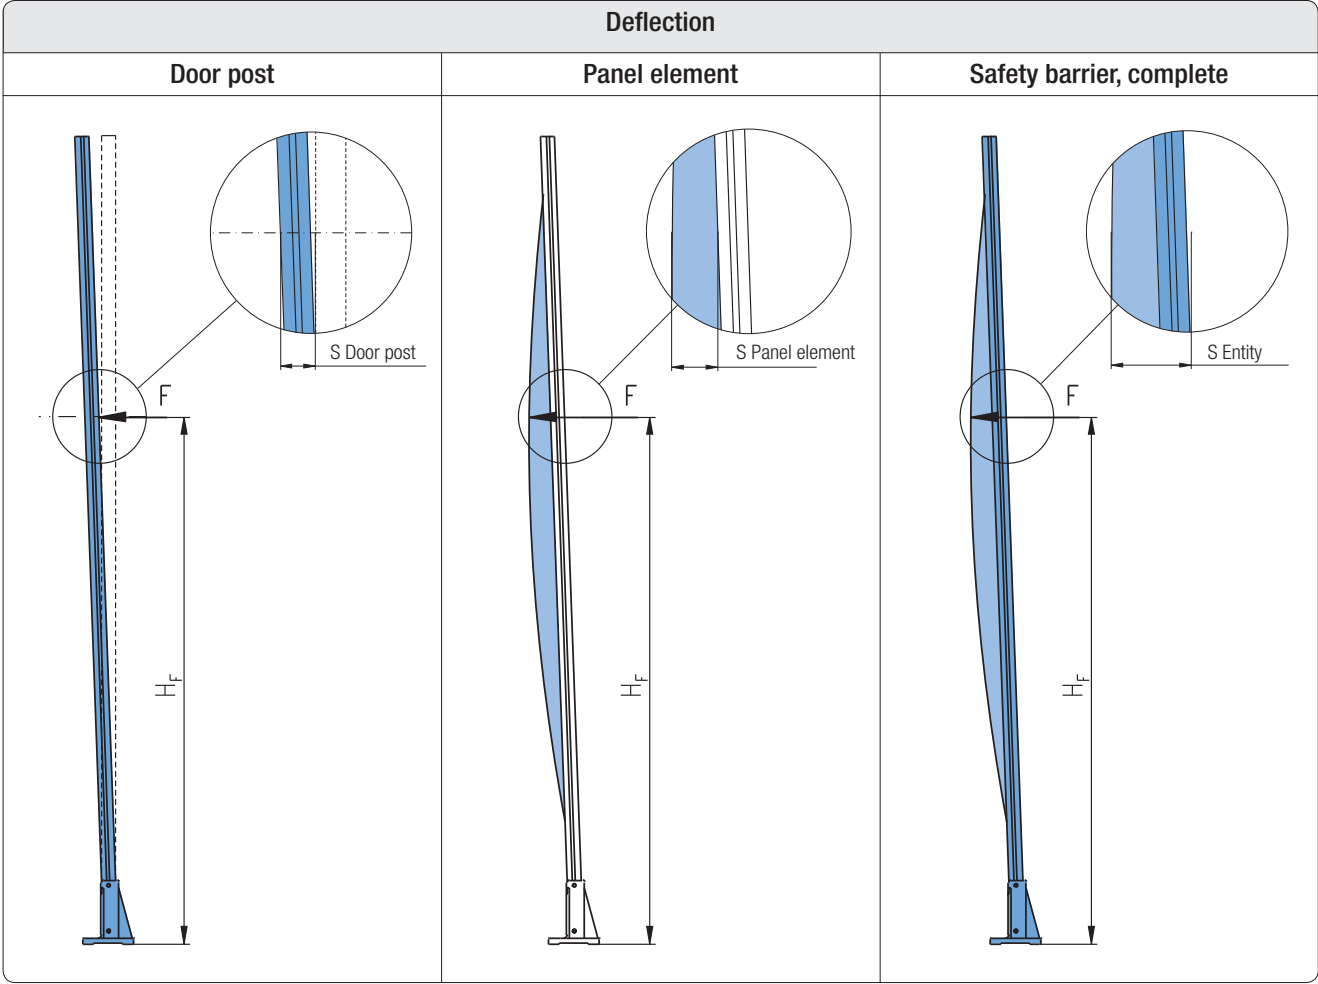 Deflection
Door post
Panel element
Safety barrier, complete
S Door post
S Panel element
S Entity
F
F
F
HF
HF
HF